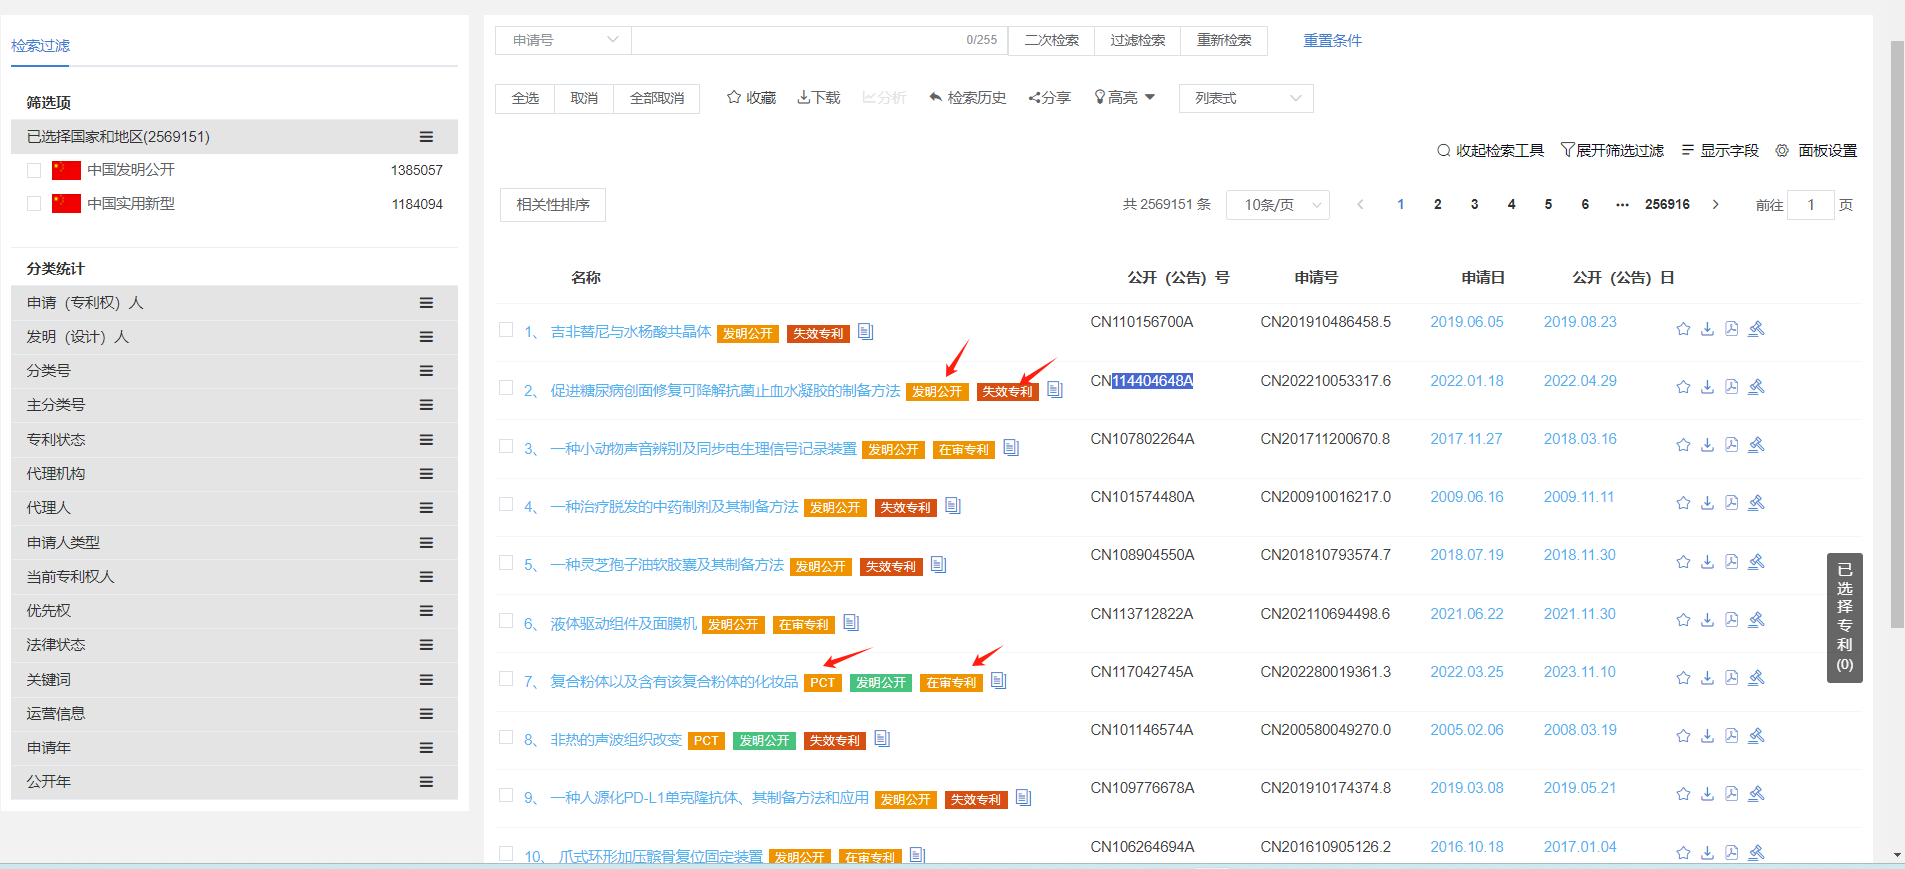 检索过滤
筛选项
已选择国家和地区(2569151)
中国发明公开 1385057
中国实用新型 1184094
分类统计
申请（专利权）人
发明（设计）人
分类号
主分类号
专利状态
代理机构
代理人
申请人类型
当前专利权人
优先权
法律状态
关键词
运营信息
申请年
公开年
申请号 0/255 二次检索 过滤检索 重新检索 重置条件
全选 取消 全部取消 收藏 下载 分析 检索历史 分享 高亮 列表式
收起检索工具 展开筛选过滤 显示字段 面板设置
相关性排序 共 2569151 条 10条/页 1 2 3 4 5 6 ••• 256916 前往 1 页
名称 公开（公告）号 申请号 申请日 公开（公告）日
1、 吉非替尼与水杨酸共晶体 发明公开 失效专利 CN110156700A CN201910486458.5 2019.06.05 2019.08.23
2、 促进糖尿病创面修复可降解抗菌止血水凝胶的制备方法 发明公开 失效专利 CN114404648A CN202210053317.6 2022.01.18 2022.04.29
3、 一种小动物声音辨别及同步电生理信号记录装置 发明公开 在审专利 CN107802264A CN201711200670.8 2017.11.27 2018.03.16
4、 一种治疗脱发的中药制剂及其制备方法 发明公开 失效专利 CN101574480A CN200910016217.0 2009.06.16 2009.11.11
5、 一种灵芝孢子油软胶囊及其制备方法 发明公开 失效专利 CN108904550A CN201810793574.7 2018.07.19 2018.11.30
6、 液体驱动组件及面膜机 发明公开 在审专利 CN113712822A CN202110694498.6 2021.06.22 2021.11.30
7、 复合粉体以及含有该复合粉体的化妆品 PCT 发明公开 在审专利 CN117042745A CN202280019361.3 2022.03.25 2023.11.10
8、 非热的声波组织改变 PCT 发明公开 失效专利 CN101146574A CN200580049270.0 2005.02.06 2008.03.19
9、 一种人源化PD-L1单克隆抗体、其制备方法和应用 发明公开 失效专利 CN109776678A CN201910174374.8 2019.03.08 2019.05.21
10、 爪式环形加压髌骨复位固定装置 发明公开 在审专利 CN106264694A CN201610905126.2 2016.10.18 2017.01.04
已选择专利(0)